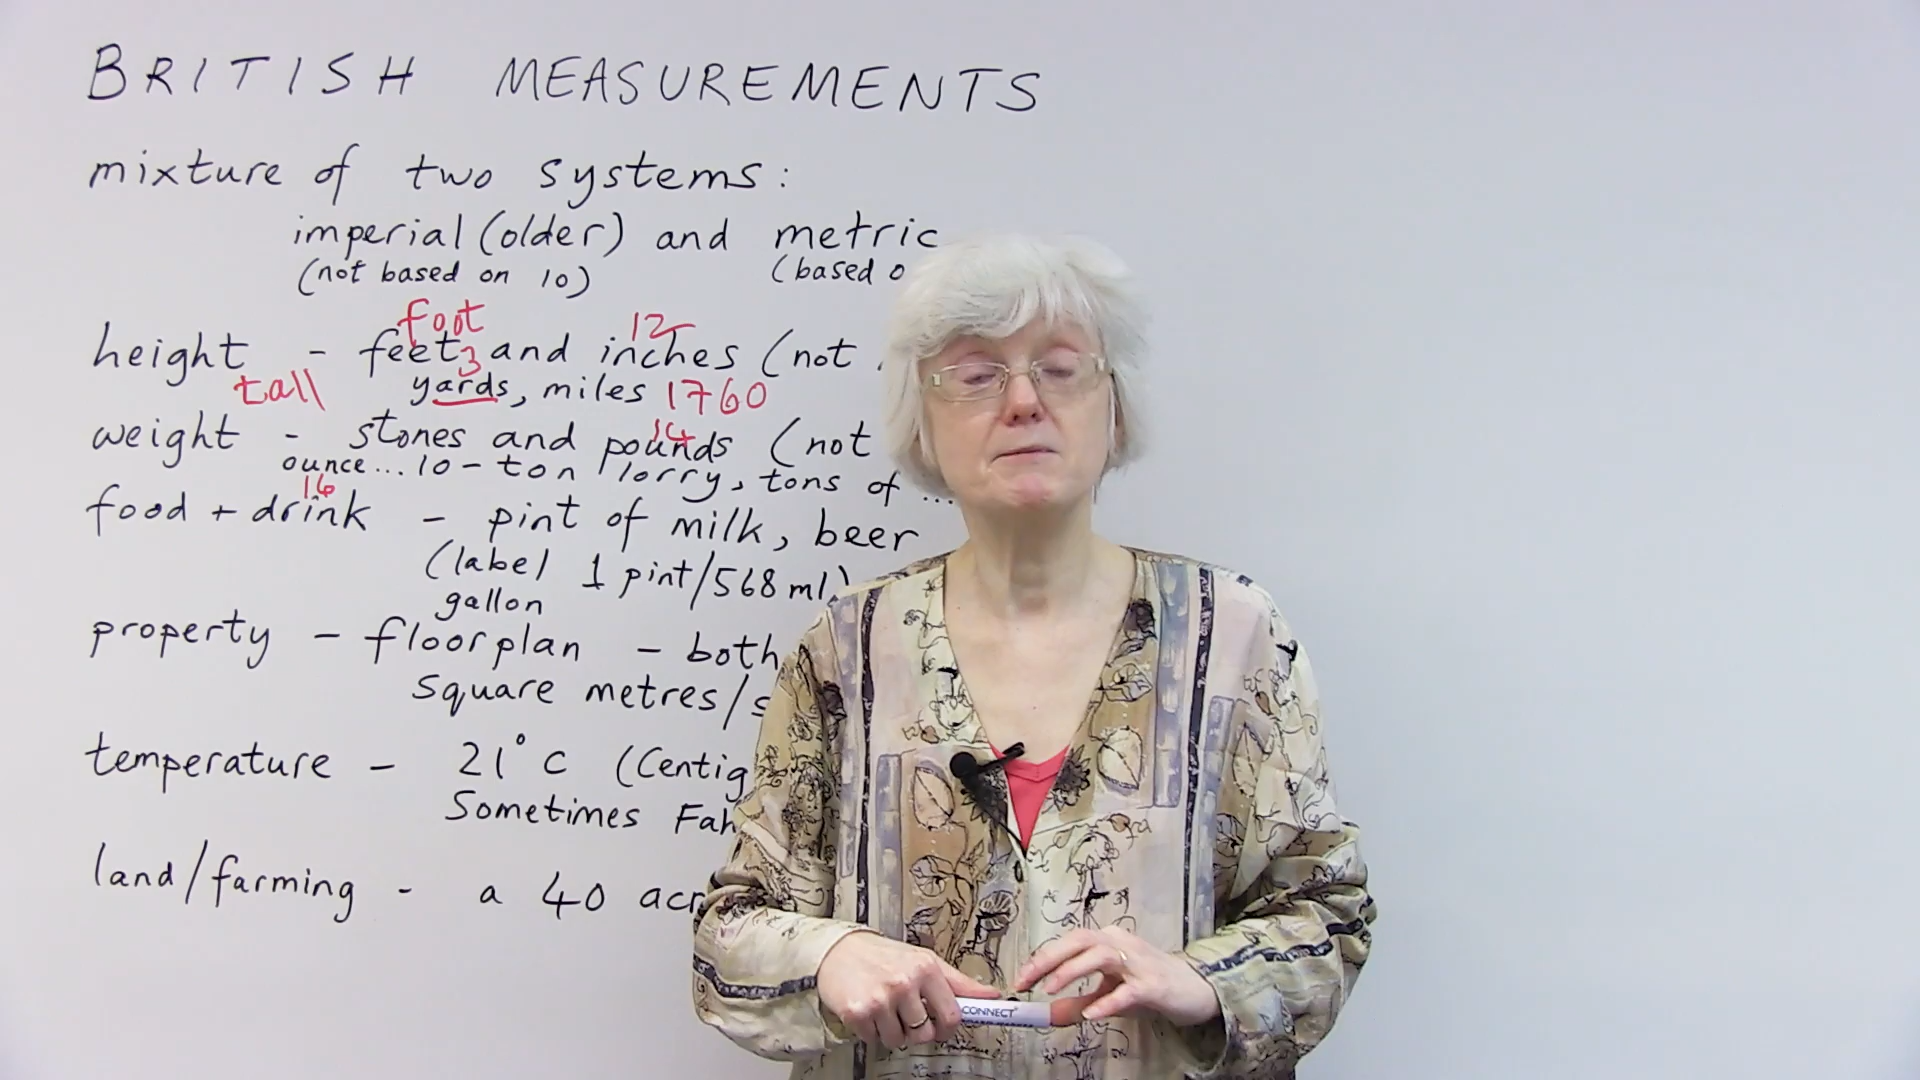 BRITISH MEASUREMENTS
mixture of two systems:
imperial (older) and metric
(not based on 10) (based
foot 12
height - feet 3 and inches (not
tall yards, miles 1760
14
weight - stones and pounds (not
ounce... 10-ton lorry, tons of ...
16
food + drink - pint of milk, beer
(label 1 pint/568 ml)
gallon
property - floorplan - both
square metres/s
temperature - 21°C (Centig
Sometimes Fah
land/farming - a 40 acr
CONNECT